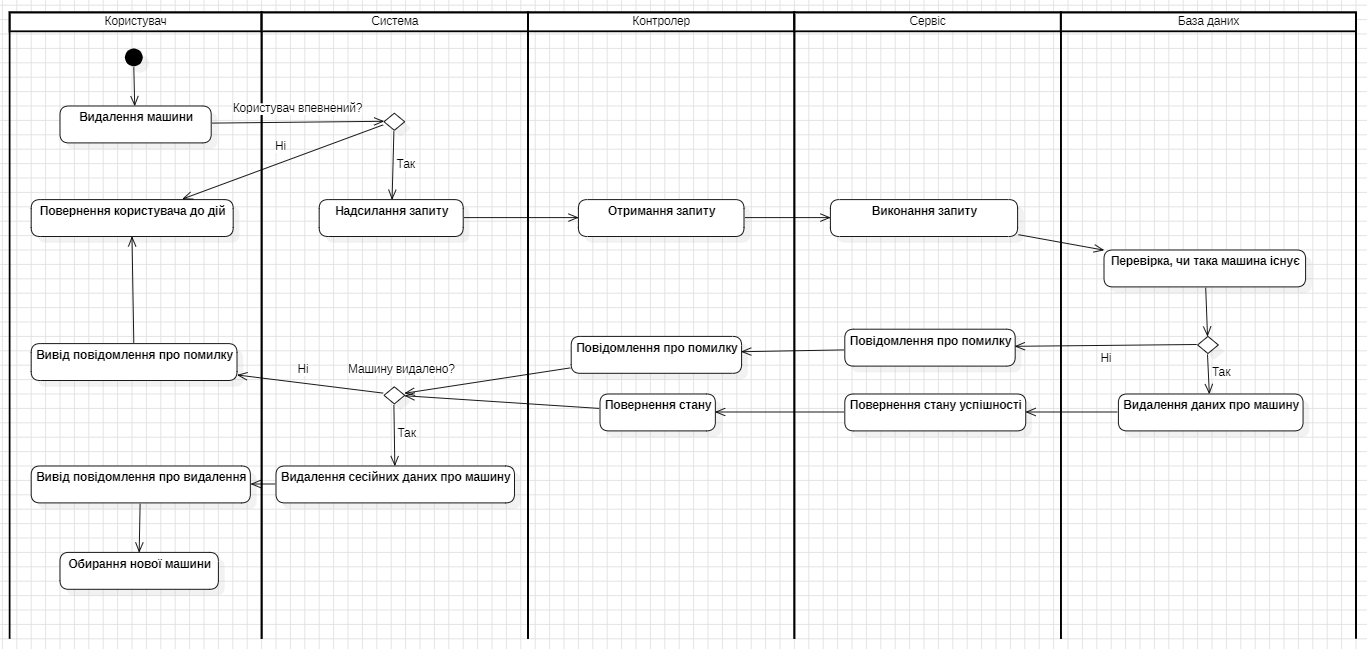 Користувач
Система
Контролер
Сервіс
База даних
Користувач впевнений?
Видалення машини
Ні
Так
Повернення користувача до дій
Надсилання запиту
Отримання запиту
Виконання запиту
Перевірка, чи така машина існує
Вивід повідомлення про помилку
Ні
Машину видалено?
Повідомлення про помилку
Повідомлення про помилку
Ні
Так
Повернення стану
Повернення стану успішності
Видалення даних про машину
Так
Вивід повідомлення про видалення
Видалення сесійних даних про машину
Обирання нової машини